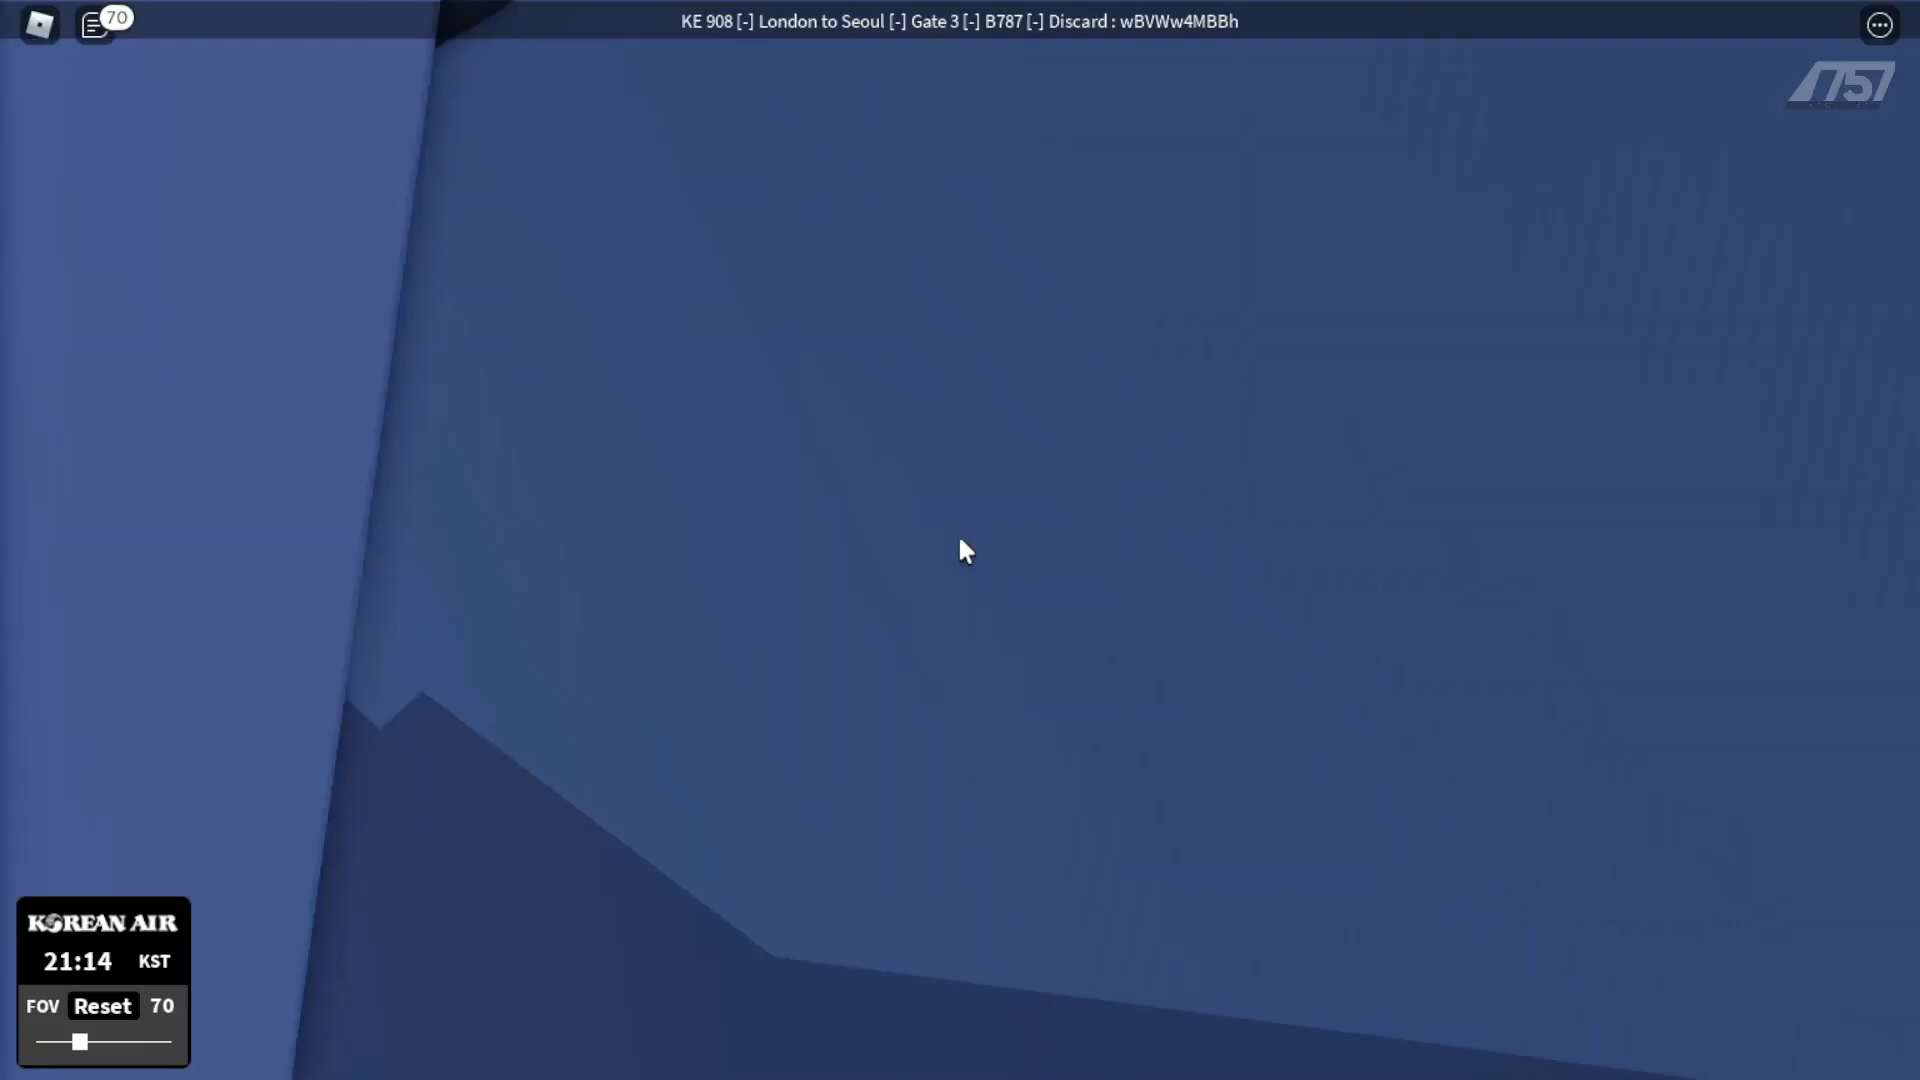 70
KE 908 [-] London to Seoul [-] Gate 3 [-] B787 [-] Discard : wBVWw4MBBh
757
KOREAN AIR
21:14 KST
FOV Reset 70